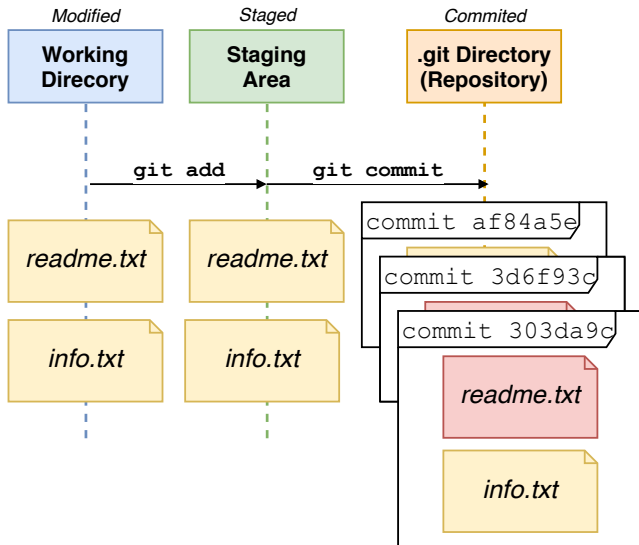 Modified
Staged
Commited
Working
Direcory
Staging
Area
.git Directory
(Repository)
git add
git commit
readme.txt
readme.txt
commit af84a5e
commit 3d6f93c
commit 303da9c
info.txt
info.txt
readme.txt
info.txt